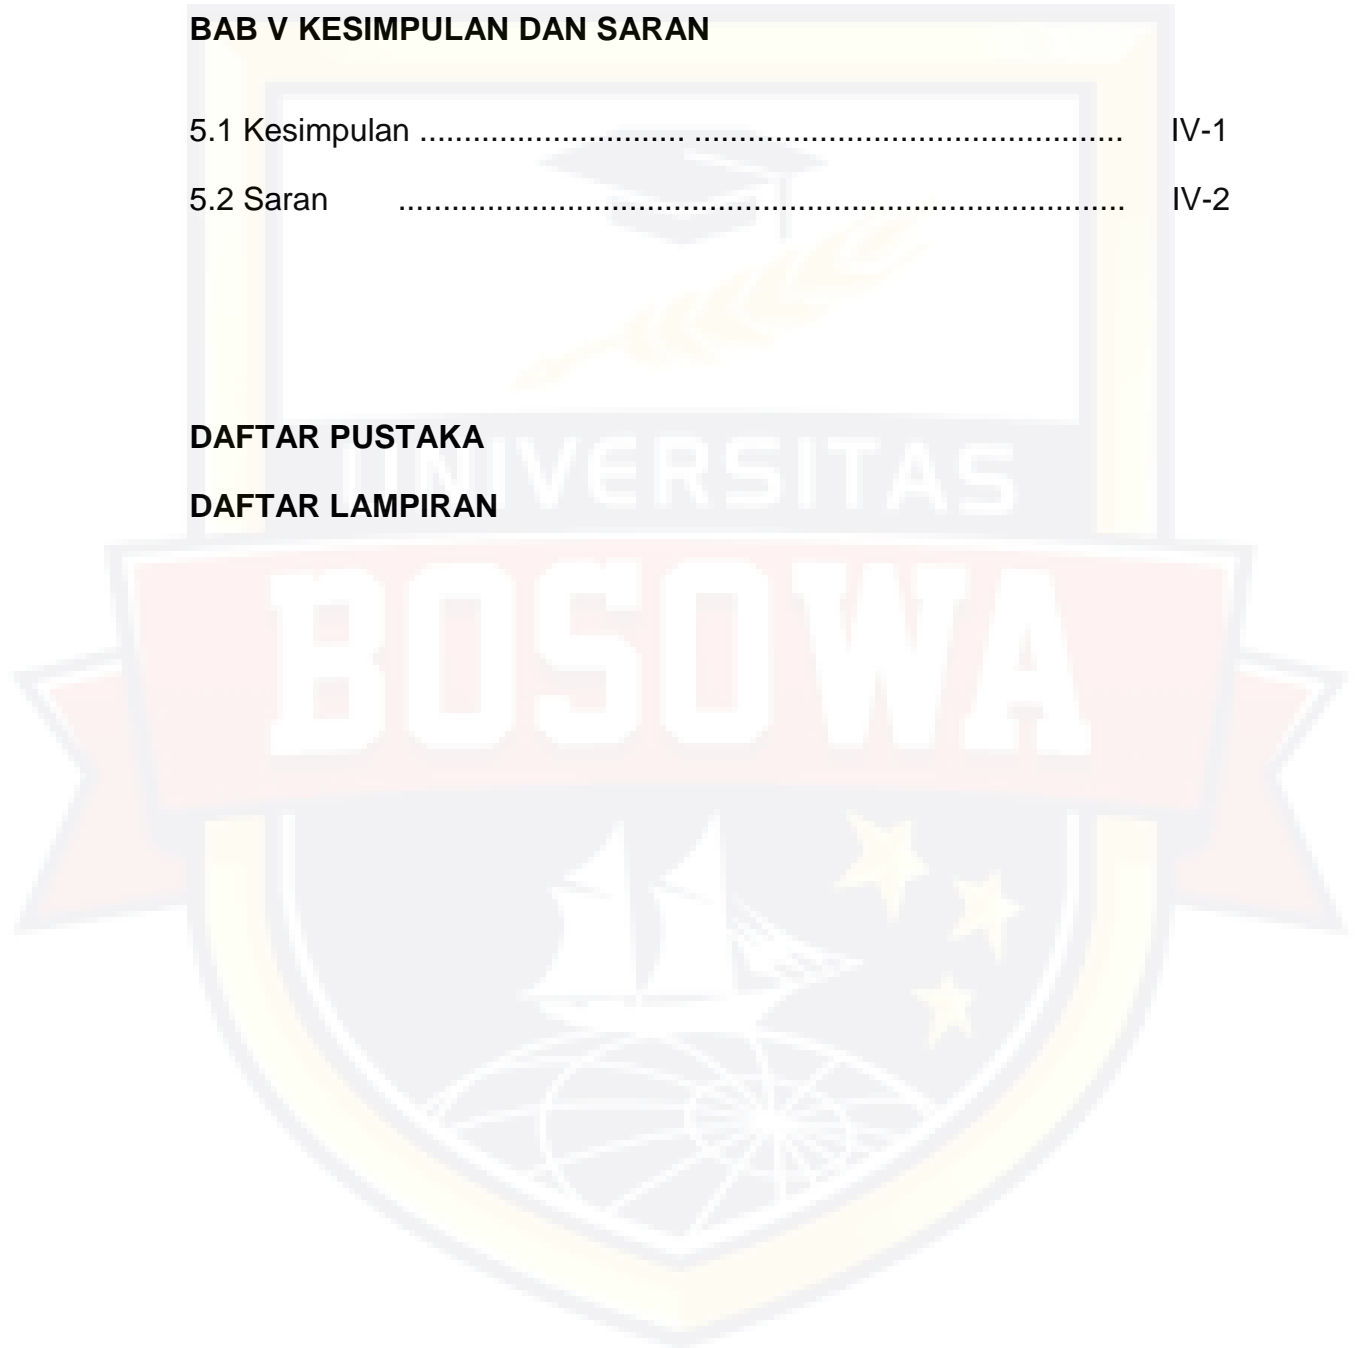 BAB V KESIMPULAN DAN SARAN
5.1 Kesimpulan .............................. ................................................ IV-1
5.2 Saran .................................................................................. IV-2
DAFTAR PUSTAKA
UNIVERSITAS
DAFTAR LAMPIRAN
BOSOWA